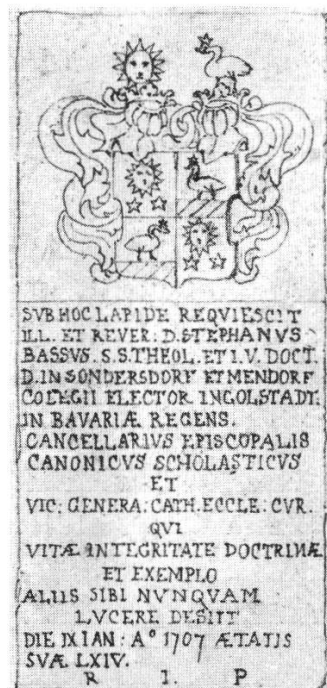 SVB HOC LAPIDE REQVIESCIT
ILL. ET REVER: D. STEPHANVS
BASSVS. S.S. THEOL. ET I.V. DOCT.
D. IN SONDERSDORF ET MENDORF
COLEGII ELECTOR INGOLSTADT:
IN BAVARIÆ REGENS.
CANCELLARIVS EPISCOPALIS
CANONICVS SCHOLASTICVS
ET
VIC: GENERA: CATH. ECCLE: CVR.
QVI
VITÆ INTEGRITATE DOCTRINÆ
ET EXEMPLO
ALIIS SIBI NVNQVAM
LVCERE DESIIT
DIE IX IAN: Aº 1707 ÆTATIS
SVÆ LXIV.
R I. P